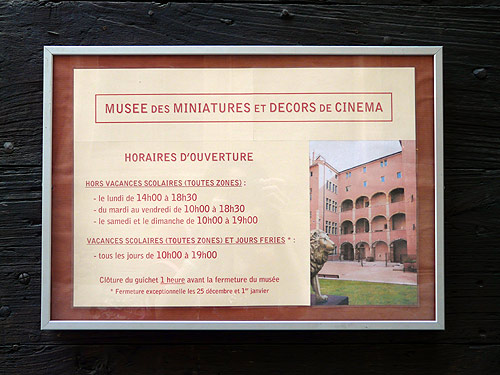 MUSEE DES MINIATURES ET DECORS DE CINEMA
HORAIRES D'OUVERTURE
HORS VACANCES SCOLAIRES (TOUTES ZONES) :
- le lundi de 14h00 à 18h30
- du mardi au vendredi de 10h00 à 18h30
- le samedi et le dimanche de 10h00 à 19h00
VACANCES SCOLAIRES (TOUTES ZONES) ET JOURS FERIES * :
- tous les jours de 10h00 à 19h00
Clôture du guichet 1 heure avant la fermeture du musée
* Fermeture exceptionnelle les 25 décembre et 1er janvier